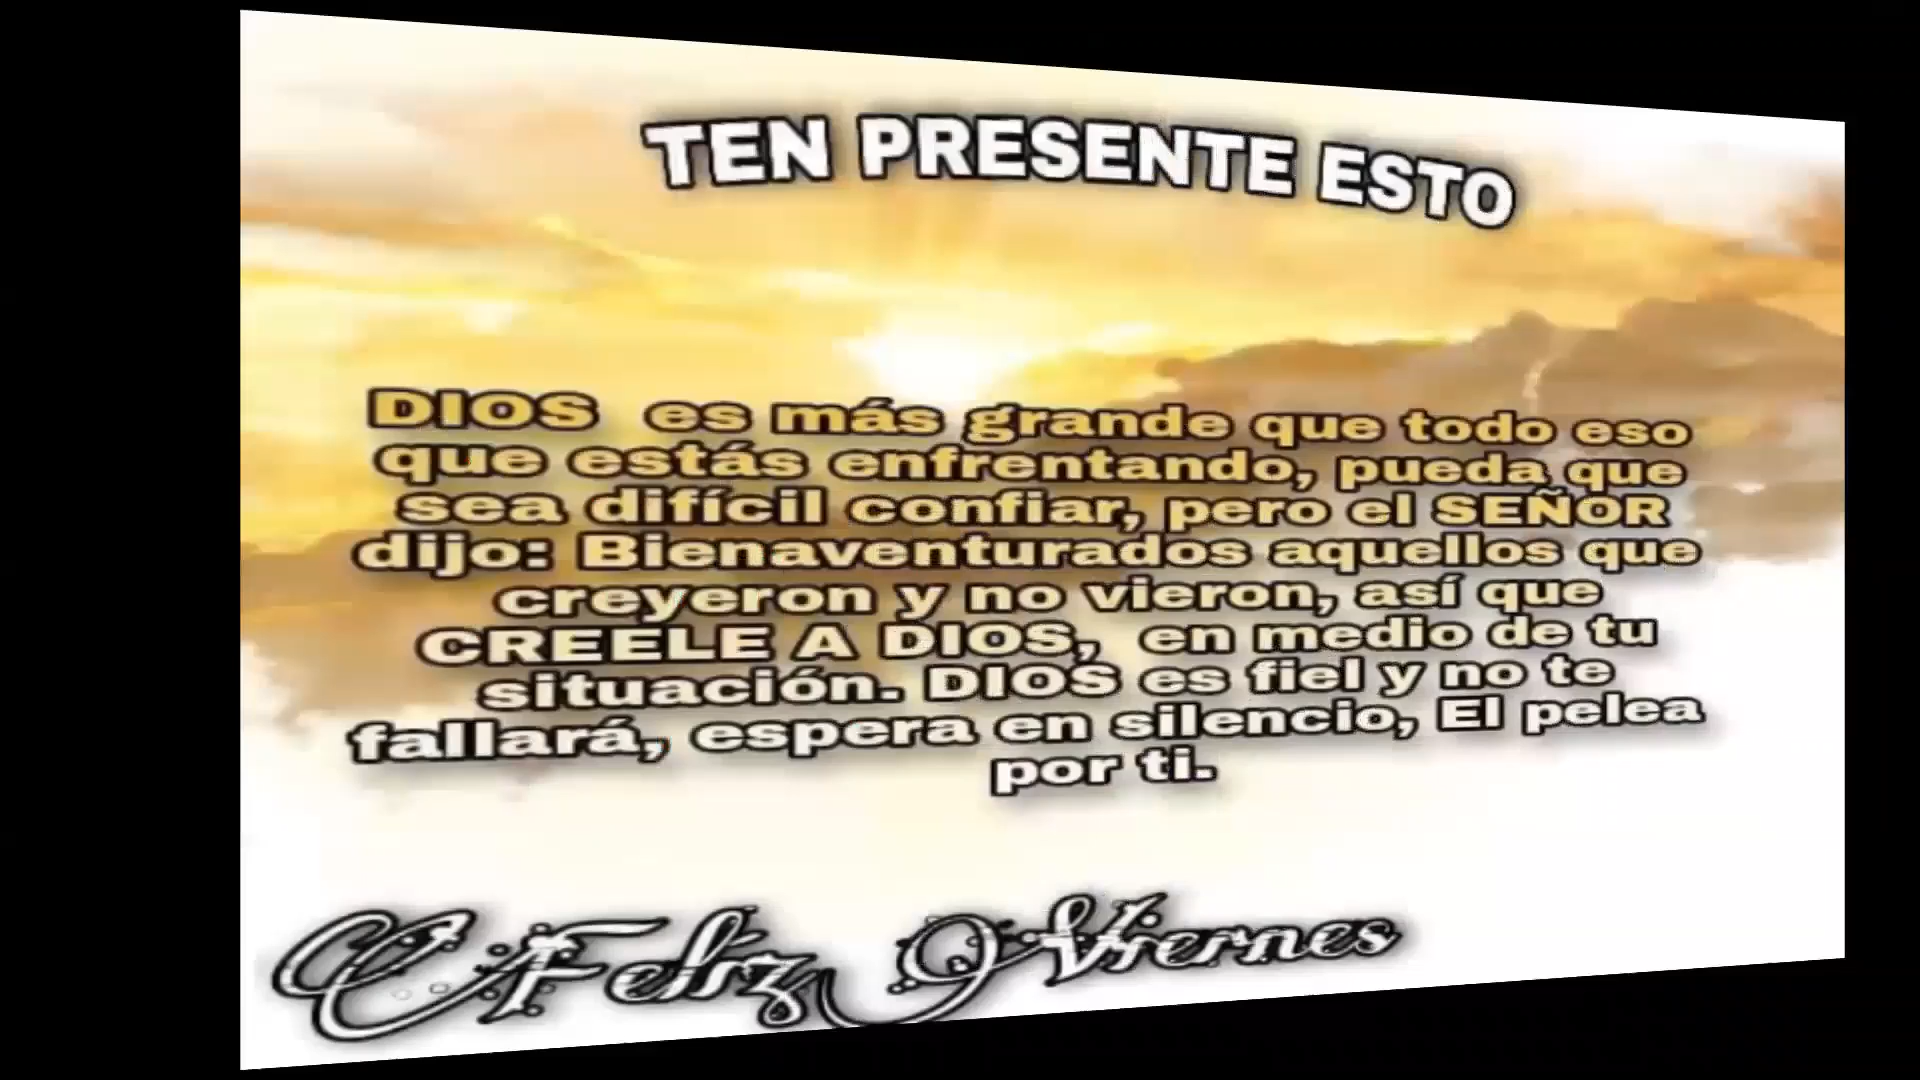 TEN PRESENTE ESTO
DIOS es más grande que todo eso
que estás enfrentando, pueda que
sea difícil confiar, pero el SEÑOR
dijo: Bienaventurados aquellos que
creyeron y no vieron, así que
CREELE A DIOS, en medio de tu
situación. DIOS es fiel y no te
fallará, espera en silencio, El pelea
por ti.
Feliz Viernes